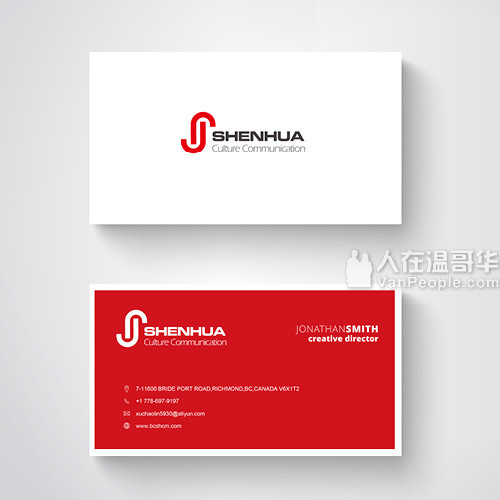 SHENHUA
Culture Communication
人在温哥华
VanPeople.com
SHENHUA
Culture Communication
JONATHANSMITH
creative director
7-11600 BRIDE PORT ROAD,RICHMOND,BC,CANADA V6X1T2
+1 778-697-9197
xuchaolin5930@aliyun.com
www.bcshcm.com